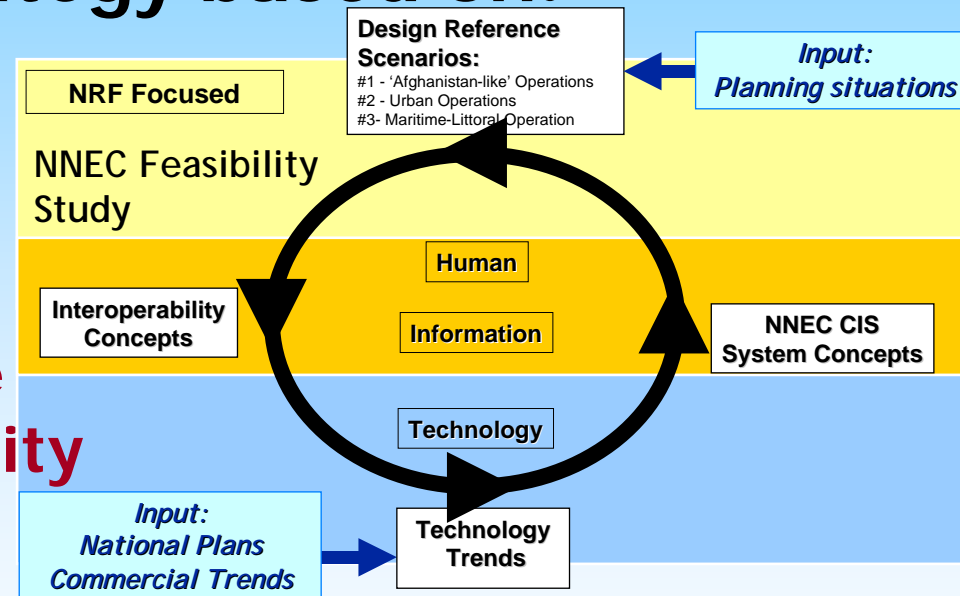 Design Reference
Scenarios:
#1 - 'Afghanistan-like' Operations
#2 - Urban Operations
#3- Maritime-Littoral Operation
Input:
Planning situations
NRF Focused
NNEC Feasibility
Study
Human
Interoperability
Concepts
Information
NNEC CIS
System Concepts
Technology
ity
Input:
National Plans
Commercial Trends
Technology
Trends